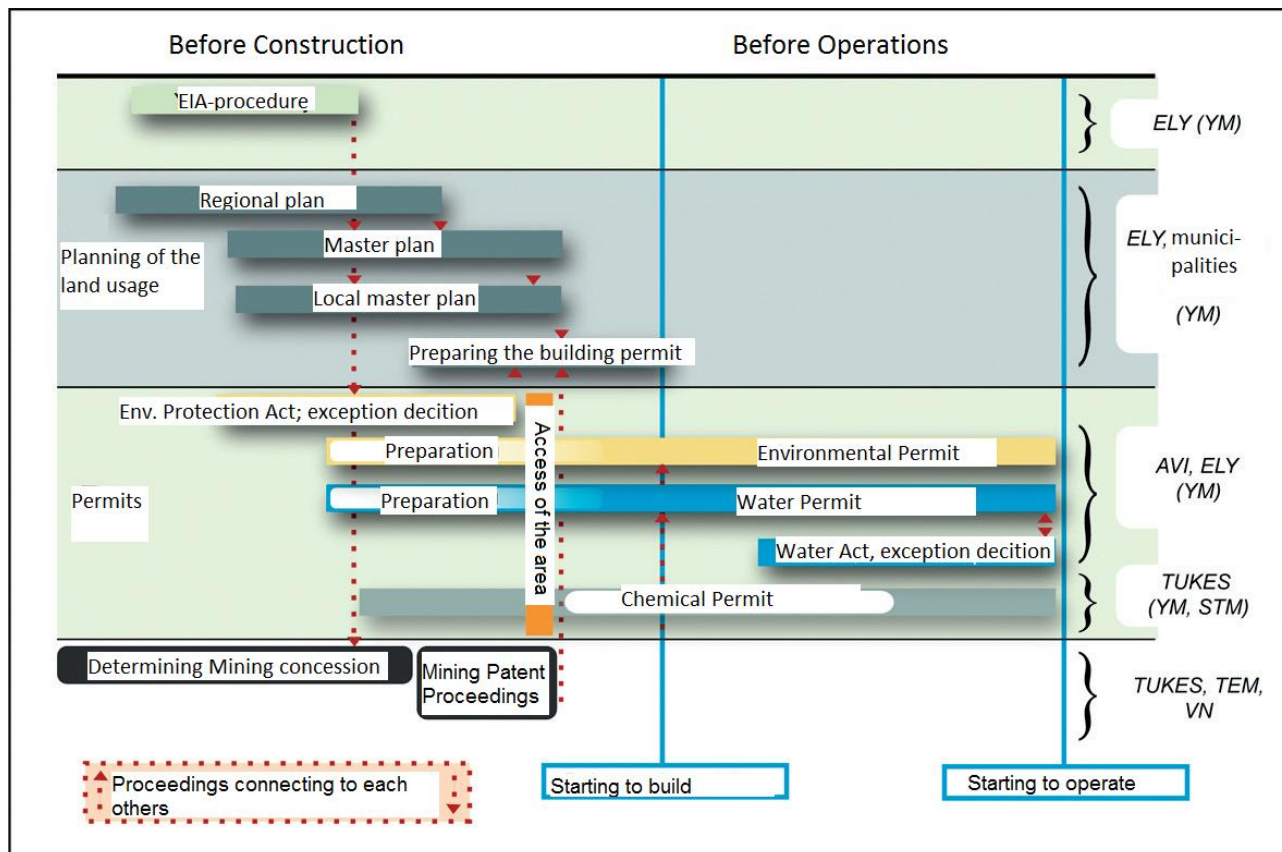 Before Construction
Before Operations
`EIA-procedure
ELY (YM)
Regional plan
Planning of the
land usage
Master plan
Local master plan
Preparing the building permit
ELY, munici-
palities
(YM)
Env. Protection Act; exception decition
Access of the area
Permits
Preparation
Environmental Permit
Preparation
Water Permit
Water Act, exception decition
AVI, ELY
(YM)
Chemical Permit
TUKES
(YM, STM)
Determining Mining concession
Mining Patent
Proceedings
TUKES, TEM,
VN
Proceedings connecting to each
others
Starting to build
Starting to operate